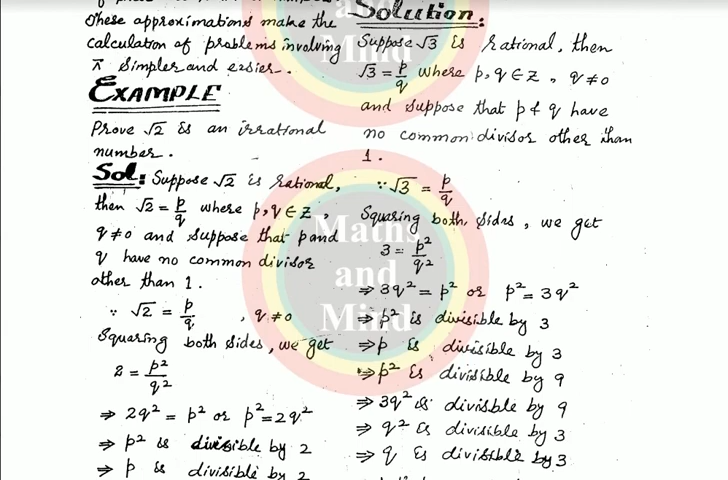 These approximations make the
calculation of problems involving
π simpler and easier.
EXAMPLE
Prove √2 is an irrational
number.
Sol: Suppose √2 is rational,
then √2 = p/q where p,q ∈ Z,
q ≠ 0 and suppose that p and
q have no common divisor
other than 1.
∵ √2 = p/q , q ≠ 0
Squaring both sides, we get
2 = p²/q²
⇒ 2q² = p² or p² = 2q²
⇒ p² is divisible by 2
⇒ p is divisible by 2
Solution:
Suppose √3 is rational, then
√3 = p/q where p,q ∈ Z, q ≠ 0
and suppose that p & q have
no common divisor other than
1.
∵ √3 = p/q
Squaring both sides, we get
3 = p²/q²
⇒ 3q² = p² or p² = 3q²
⇒ p² is divisible by 3
⇒ p is divisible by 3
⇒ p² is divisible by 9
⇒ 3q² is divisible by 9
⇒ q² is divisible by 3
⇒ q is divisible by 3
and
Mind
Maths
and
Mind